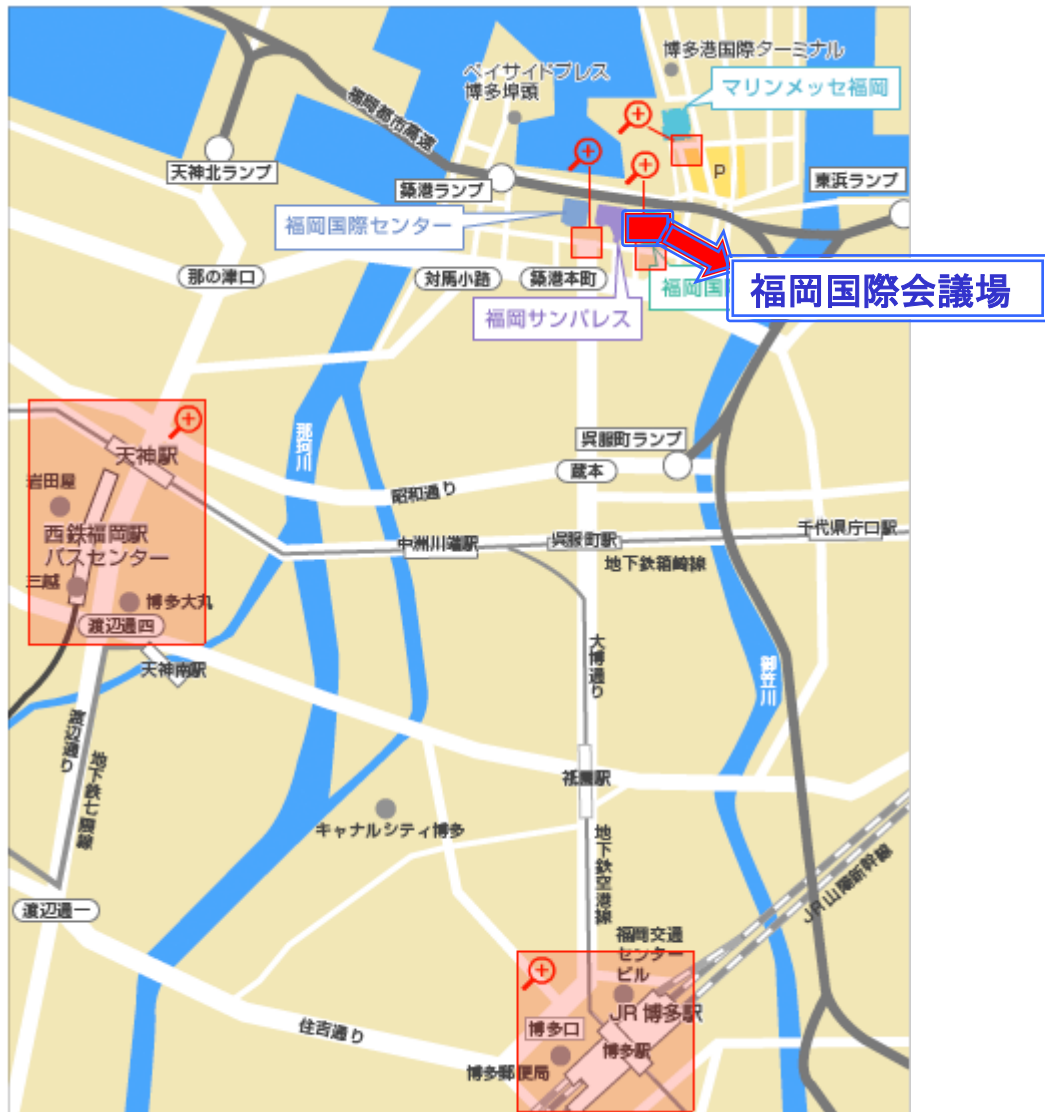 博多港国際ターミナル
ベイサイドプレス
博多埠頭
マリンメッセ福岡
福岡都市高速
P
天神北ランプ
築港ランプ
東浜ランプ
福岡国際センター
那の津口
対馬小路
築港本町
福岡国
福岡国際会議場
福岡サンパレス
那珂川
天神駅
呉服町ランプ
蔵本
岩田屋
昭和通り
西鉄福岡駅
バスセンター
中洲川端駅
呉服町駅
千代県庁口駅
地下鉄箱崎線
三越
博多大丸
渡辺通四
天神南駅
大博通り
御笠川
渡辺通り
地下鉄七隈線
祇園駅
キャナルシティ博多
地下鉄空港線
JR山陽新幹線
渡辺通一
福岡交通
センター
ビル
JR 博多駅
住吉通り
博多口
博多駅
博多郵便局